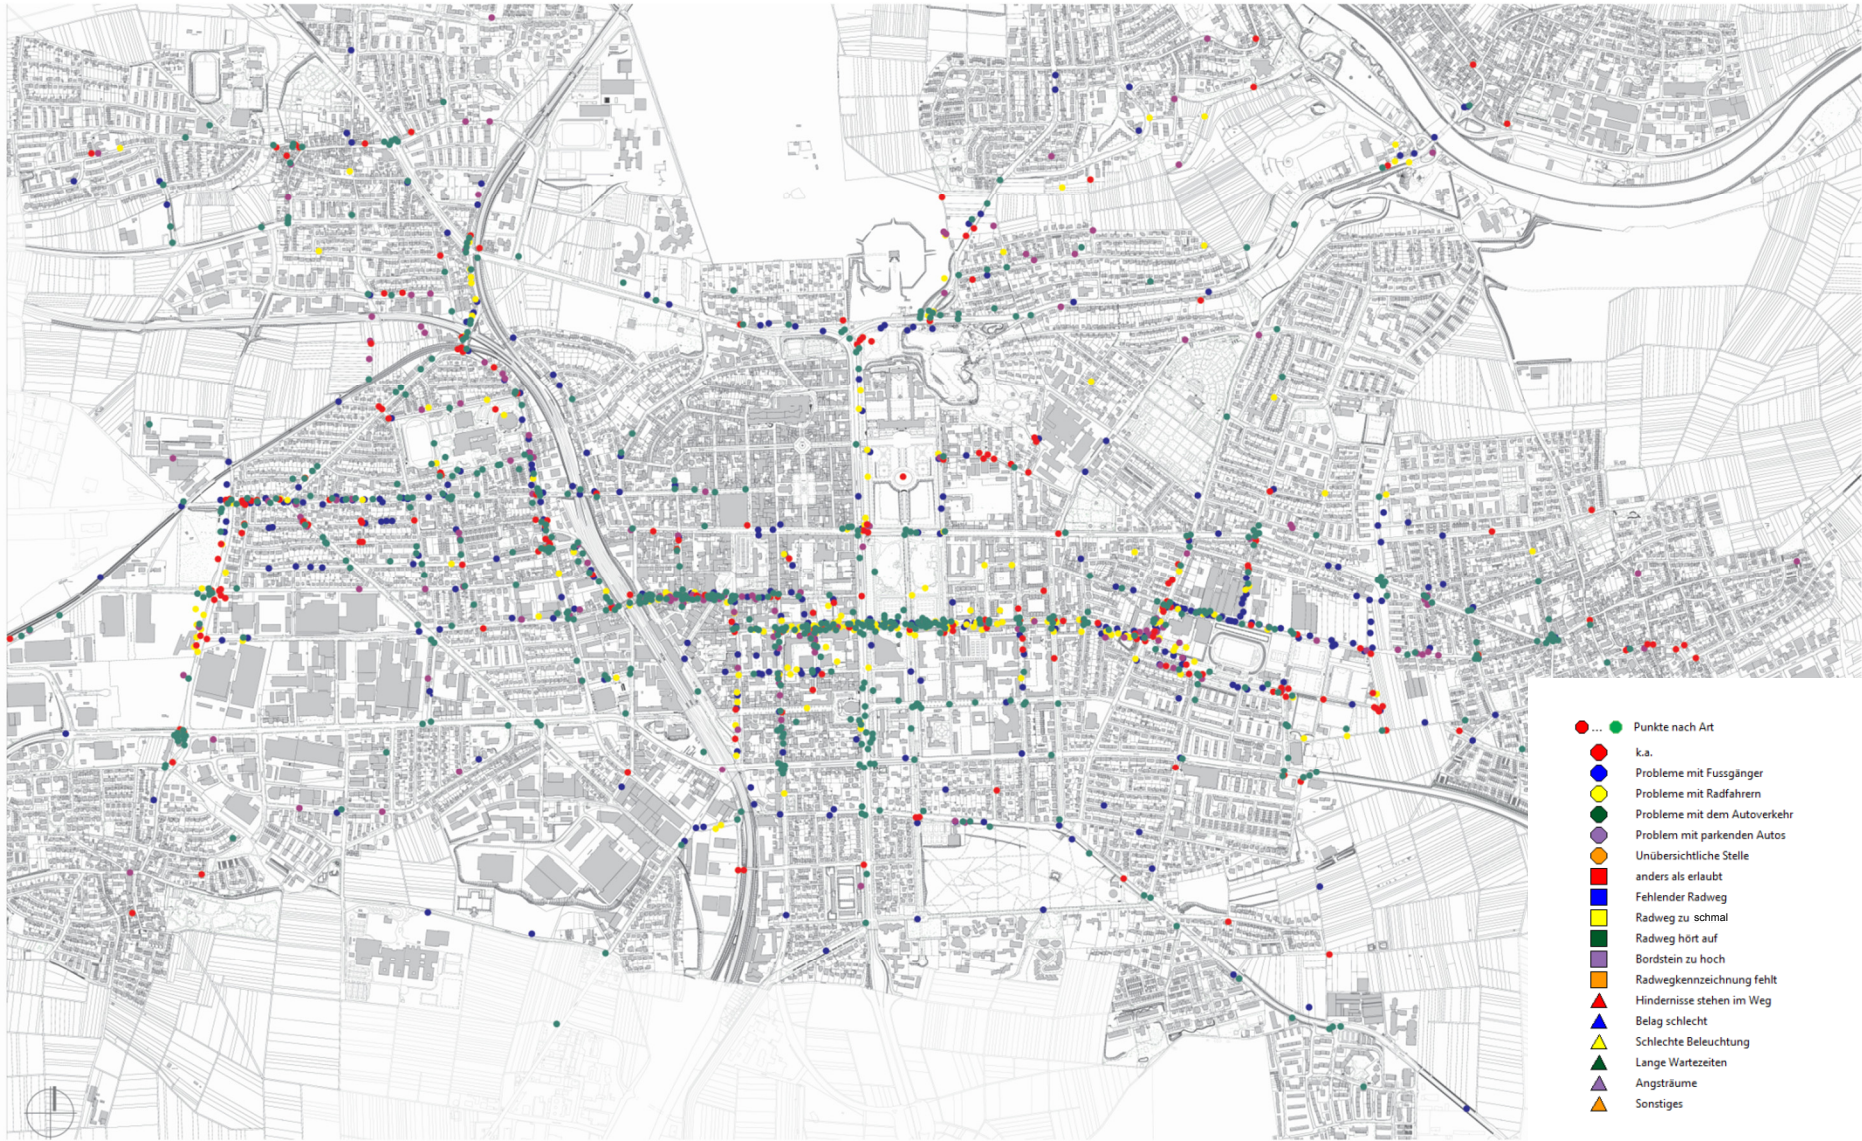 ... Punkte nach Art
k.a.
Probleme mit Fussgänger
Probleme mit Radfahrern
Probleme mit dem Autoverkehr
Problem mit parkenden Autos
Unübersichtliche Stelle
anders als erlaubt
Fehlender Radweg
Radweg zu schmal
Radweg hört auf
Bordstein zu hoch
Radwegkennzeichnung fehlt
Hindernisse stehen im Weg
Belag schlecht
Schlechte Beleuchtung
Lange Wartezeiten
Angsträume
Sonstiges